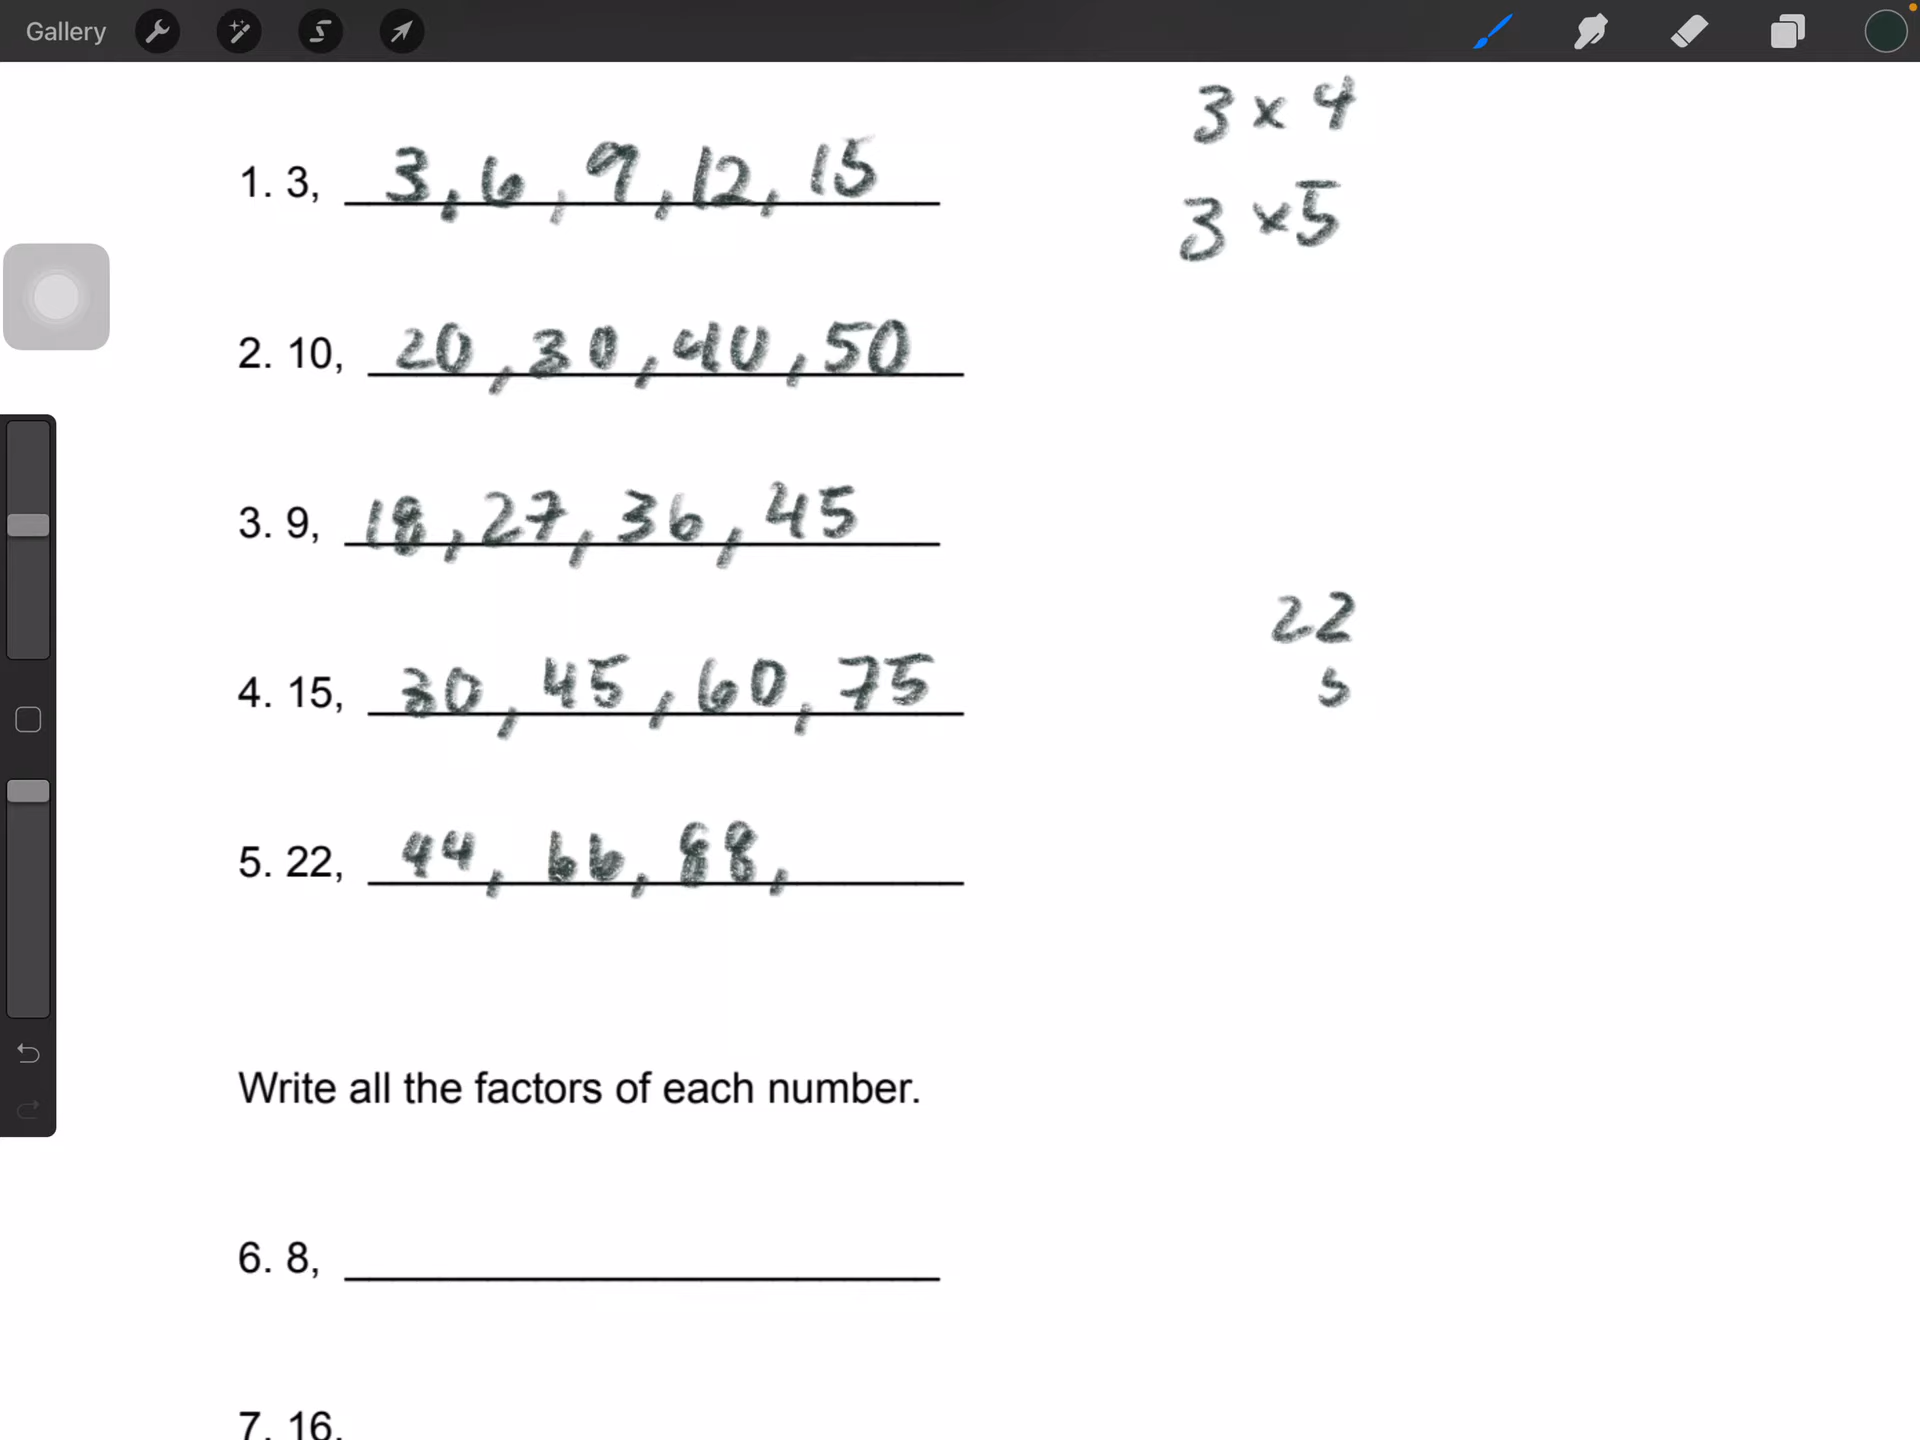 Gallery
3 x 4
1. 3, 3, 6, 9, 12, 15
3 x 5
2. 10, 20, 30, 40, 50
3. 9, 18, 27, 36, 45
22
4. 15, 30, 45, 60, 75
5
5. 22, 44, 66, 88,
Write all the factors of each number.
6. 8,
7. 16,